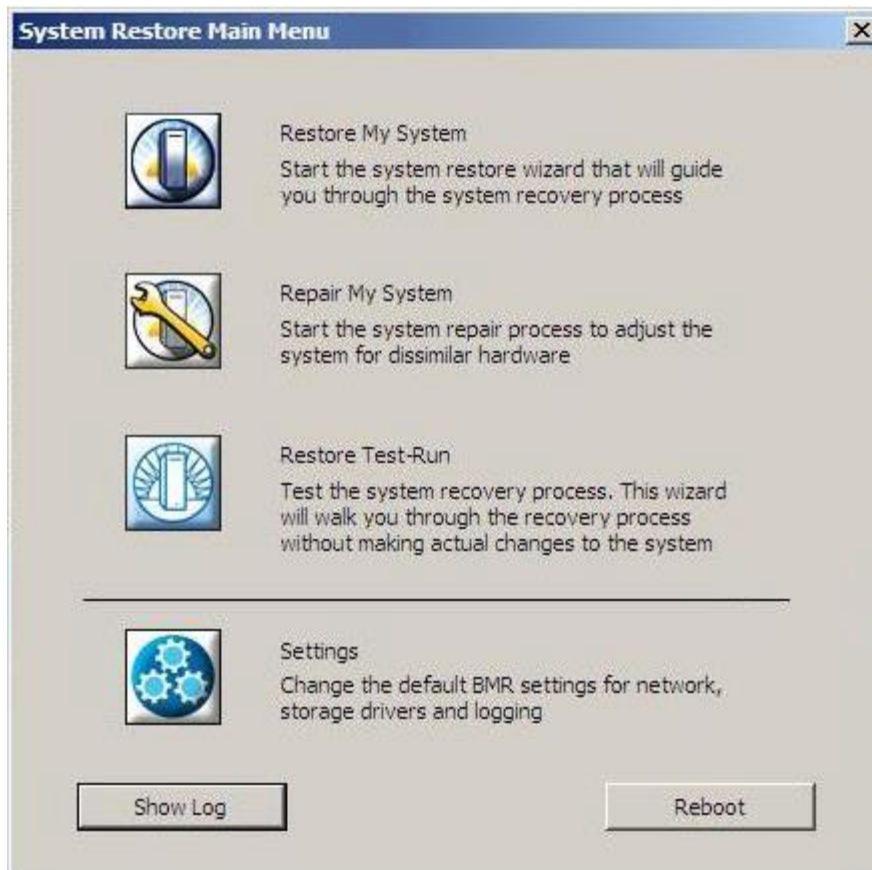 System Restore Main Menu
Restore My System
Start the system restore wizard that will guide
you through the system recovery process
Repair My System
Start the system repair process to adjust the
system for dissimilar hardware
Restore Test-Run
Test the system recovery process. This wizard
will walk you through the recovery process
without making actual changes to the system
Settings
Change the default BMR settings for network,
storage drivers and logging
Show Log
Reboot